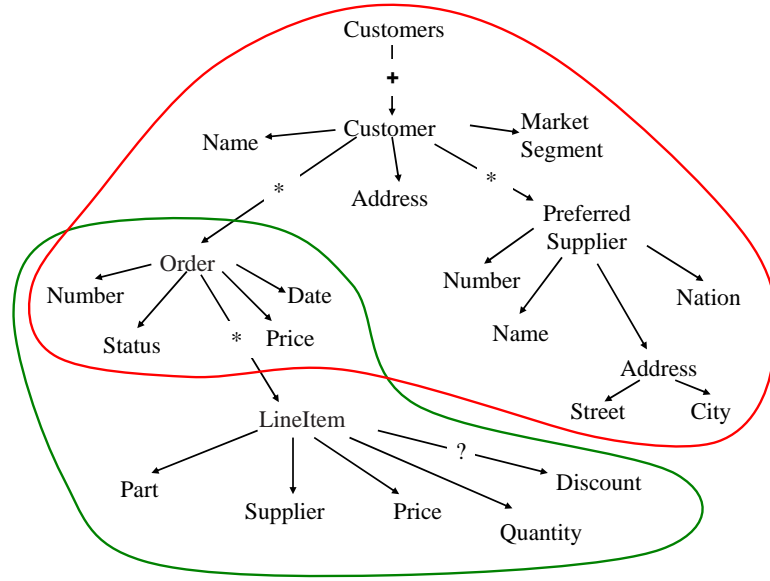 Customers
+
Name
Customer
Market
Segment
*
Address
*
Preferred
Supplier
Order
Number
Status
*
Price
Date
Number
Name
Nation
Address
Street
City
LineItem
?
Part
Supplier
Price
Quantity
Discount